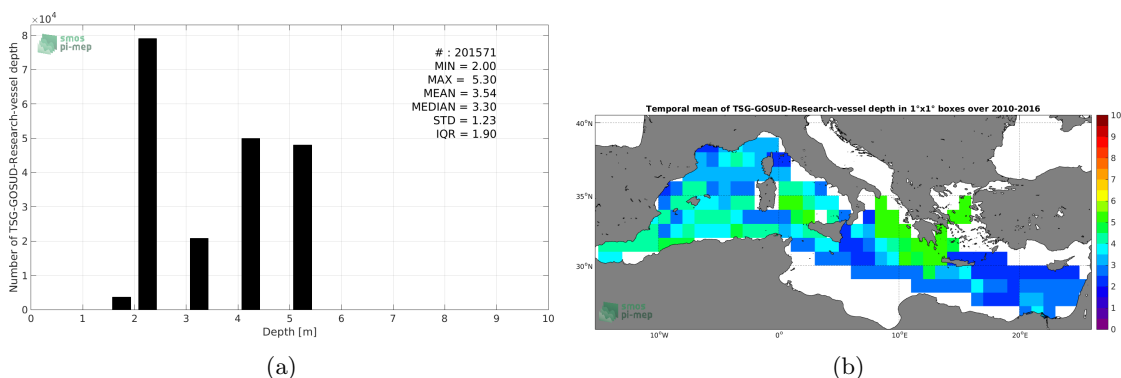 ×10⁴
smos
pi-mep
# : 201571
MIN = 2.00
MAX = 5.30
MEAN = 3.54
MEDIAN = 3.30
STD = 1.23
IQR = 1.90
Number of TSG-GOSUD-Research-vessel depth
8
7
6
5
4
3
2
1
0
0 1 2 3 4 5 6 7 8 9 10
Depth [m]
(a)
Temporal mean of TSG-GOSUD-Research-vessel depth in 1°x1° boxes over 2010-2016
40°N
35°N
30°N
10°W 0° 10°E 20°E
smos
pi-mep
10
9
8
7
6
5
4
3
2
1
0
(b)